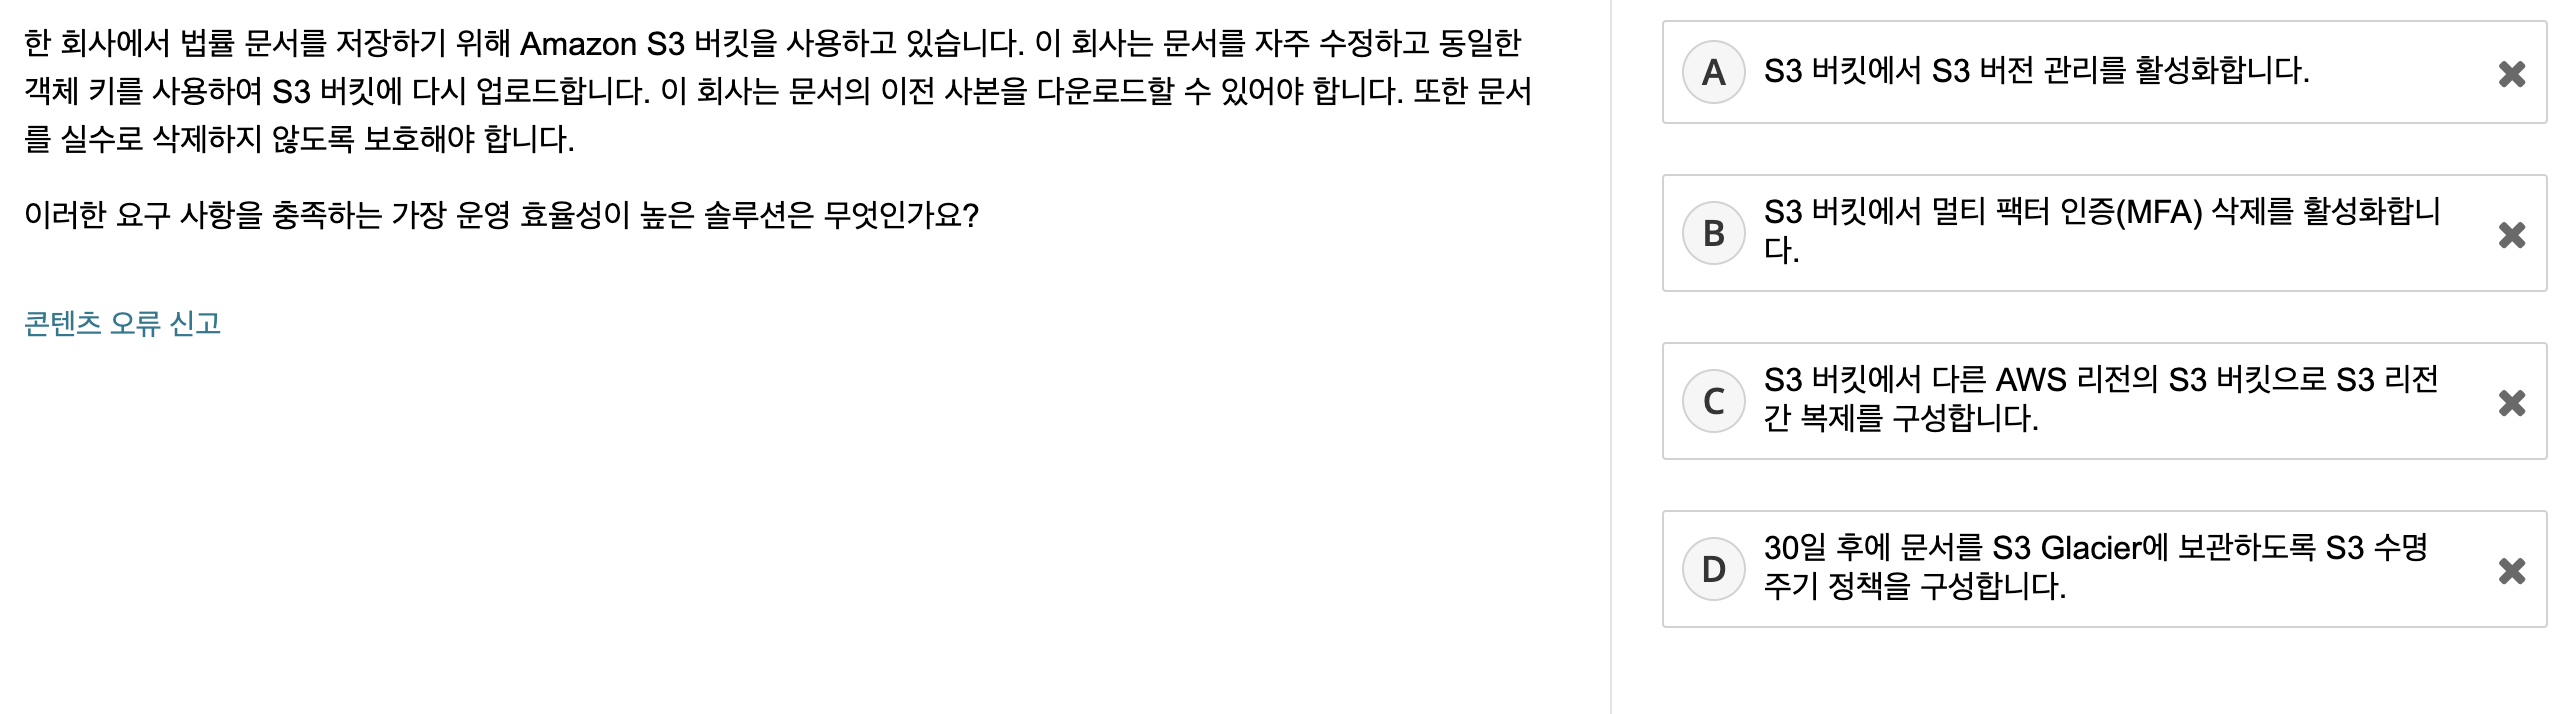 한 회사에서 법률 문서를 저장하기 위해 Amazon S3 버킷을 사용하고 있습니다. 이 회사는 문서를 자주 수정하고 동일한
객체 키를 사용하여 S3 버킷에 다시 업로드합니다. 이 회사는 문서의 이전 사본을 다운로드할 수 있어야 합니다. 또한 문서
를 실수로 삭제하지 않도록 보호해야 합니다.
이러한 요구 사항을 충족하는 가장 운영 효율성이 높은 솔루션은 무엇인가요?
콘텐츠 오류 신고
A S3 버킷에서 S3 버전 관리를 활성화합니다.
B S3 버킷에서 멀티 팩터 인증(MFA) 삭제를 활성화합니
다.
C S3 버킷에서 다른 AWS 리전의 S3 버킷으로 S3 리전
간 복제를 구성합니다.
D 30일 후에 문서를 S3 Glacier에 보관하도록 S3 수명
주기 정책을 구성합니다.